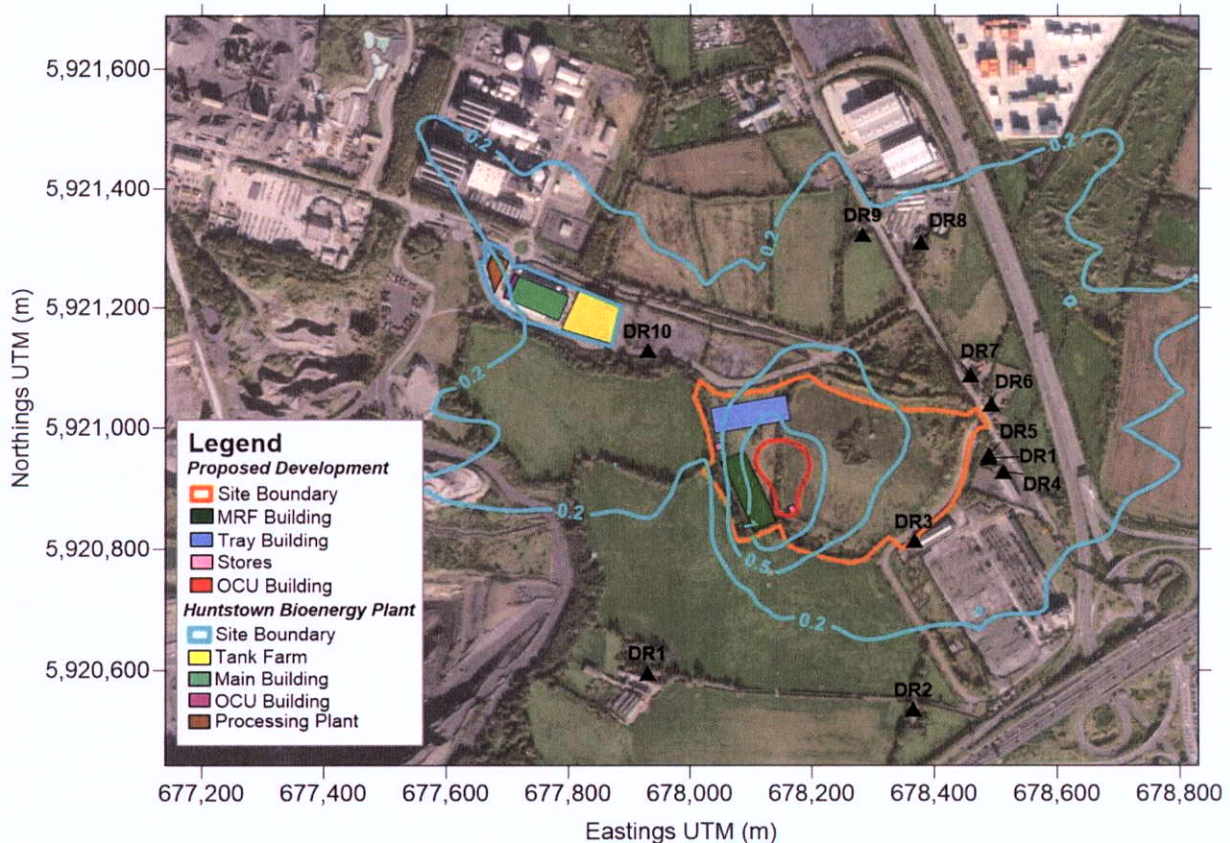 5,921,600
5,921,400
5,921,200
5,921,000
5,920,800
5,920,600
Northings UTM (m)
677,200
677,400
677,600
677,800
678,000
678,200
678,400
678,600
678,800
Eastings UTM (m)
0.2
0.2
0.2
0.2
0.2
0.2
0.5
1
DR9
DR8
DR10
DR7
DR6
DR5
DR1
DR4
DR3
DR1
DR2
Legend
Proposed Development
Site Boundary
MRF Building
Tray Building
Stores
OCU Building
Huntstown Bioenergy Plant
Site Boundary
Tank Farm
Main Building
OCU Building
Processing Plant